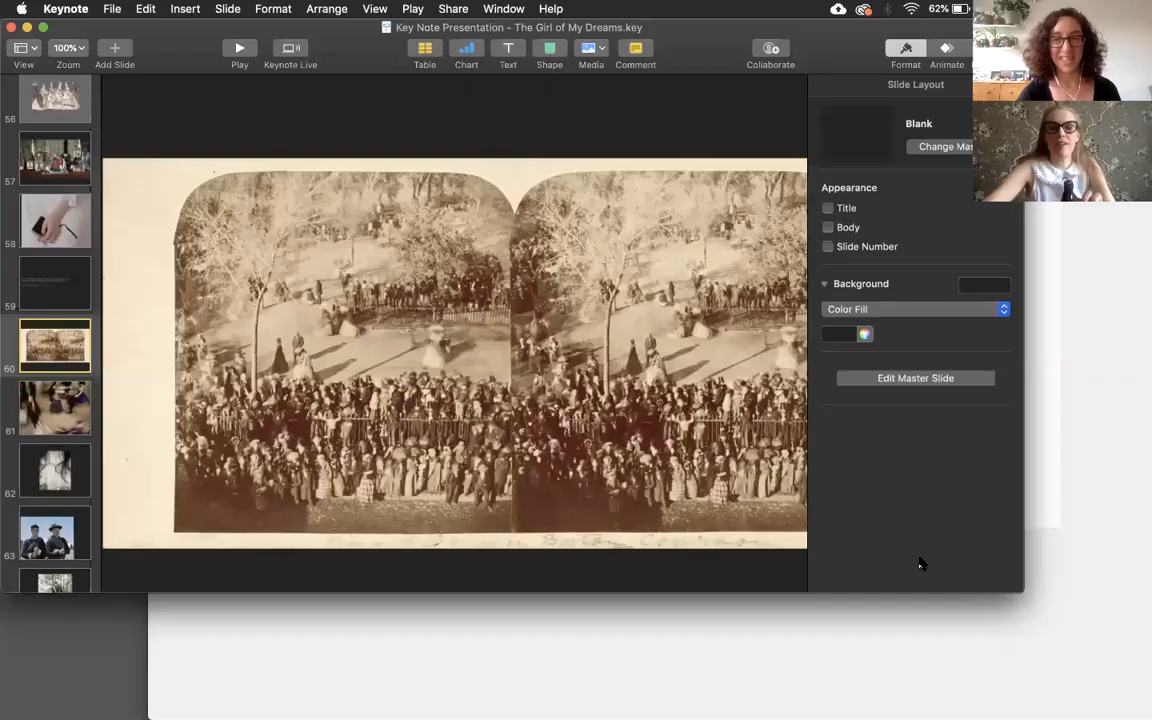 Keynote File Edit Insert Slide Format Arrange View Play Share Window Help 62%
Key Note Presentation - The Girl of My Dreams.key
100%
View Zoom Add Slide Play Keynote Live Table Chart Text Shape Media Comment Collaborate Format Animate
Slide Layout
Blank
Change Mas
Appearance
Title
Body
Slide Number
Background
Color Fill
Edit Master Slide
56
57
58
59
60
61
62
63